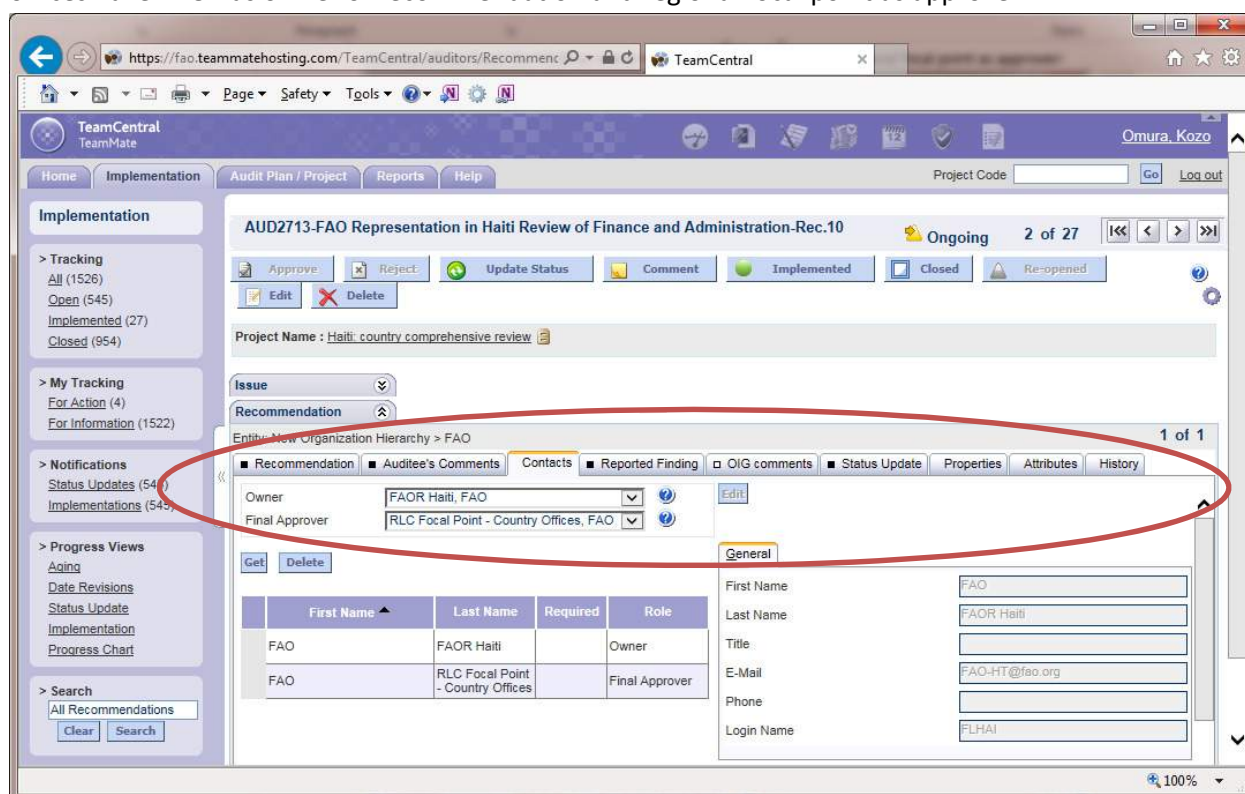 https://fao.teammatehosting.com/TeamCentral/auditors/Recommenc
TeamCentral
Page Safety Tools
TeamCentral
TeamMate
Omura, Kozo
Home Implementation Audit Plan / Project Reports Help Project Code Go Log out
Implementation
> Tracking
All (1526)
Open (545)
Implemented (27)
Closed (954)
> My Tracking
For Action (4)
For Information (1522)
> Notifications
Status Updates (545)
Implementations (545)
> Progress Views
Aging
Date Revisions
Status Update
Implementation
Progress Chart
> Search
All Recommendations
Clear Search
AUD2713-FAO Representation in Haiti Review of Finance and Administration-Rec.10 Ongoing 2 of 27
Approve Reject Update Status Comment Implemented Closed Re-opened
Edit Delete
Project Name : Haiti: country comprehensive review
Issue
Recommendation
Entity: New Organization Hierarchy > FAO 1 of 1
Recommendation Auditee's Comments Contacts Reported Finding OIG comments Status Update Properties Attributes History
Owner FAOR Haiti, FAO Edit
Final Approver RLC Focal Point - Country Offices, FAO
Get Delete
First Name Last Name Required Role
FAO FAOR Haiti Owner
FAO RLC Focal Point - Country Offices Final Approver
General
First Name FAO
Last Name FAOR Haiti
Title
E-Mail FAO-HT@fao.org
Phone
Login Name FLHAI
100%